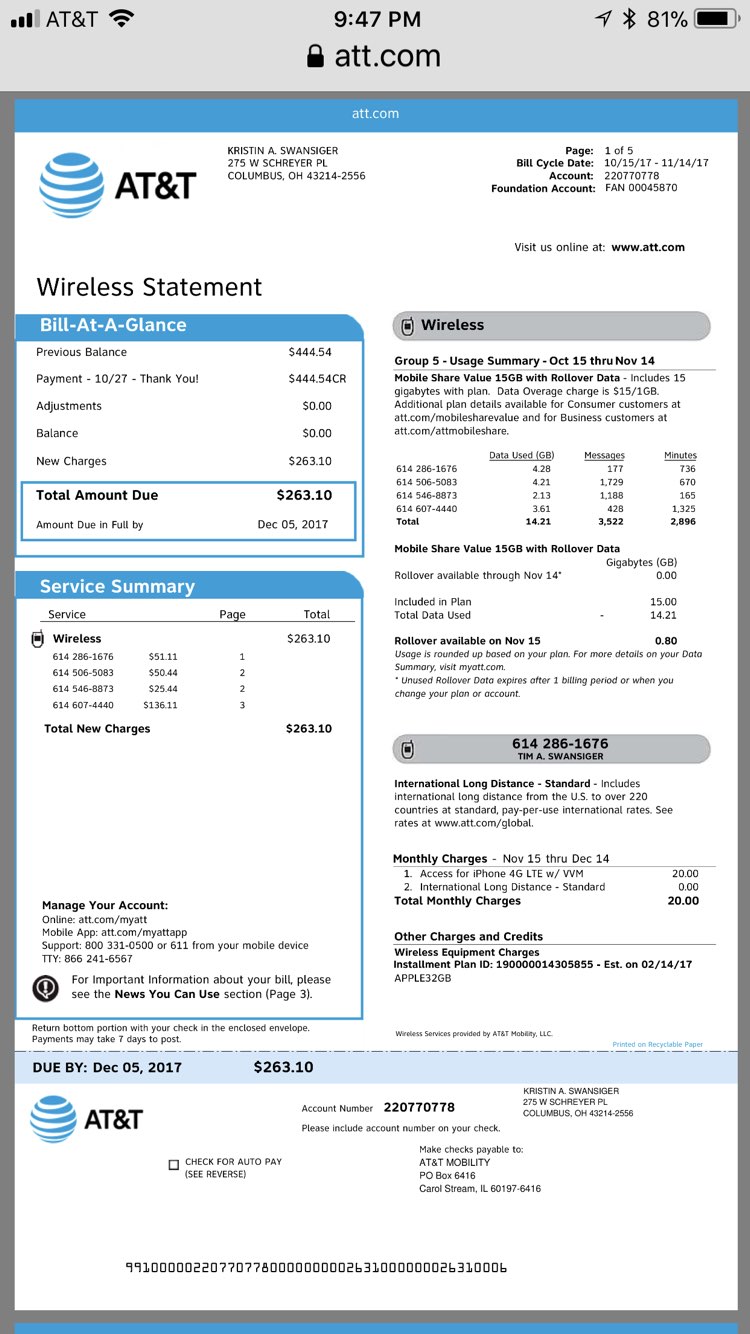 AT&T 9:47 PM 81%
att.com
att.com
AT&T
KRISTIN A. SWANSIGER
275 W SCHREYER PL
COLUMBUS, OH 43214-2556
Page: 1 of 5
Bill Cycle Date: 10/15/17 - 11/14/17
Account: 220770778
Foundation Account: FAN 00045870
Visit us online at: www.att.com
Wireless Statement
Bill-At-A-Glance
Previous Balance $444.54
Payment - 10/27 - Thank You! $444.54CR
Adjustments $0.00
Balance $0.00
New Charges $263.10
Total Amount Due $263.10
Amount Due in Full by Dec 05, 2017
Service Summary
Service Page Total
Wireless $263.10
614 286-1676 $51.11 1
614 506-5083 $50.44 2
614 546-8873 $25.44 2
614 607-4440 $136.11 3
Total New Charges $263.10
Manage Your Account:
Online: att.com/myatt
Mobile App: att.com/myattapp
Support: 800 331-0500 or 611 from your mobile device
TTY: 866 241-6567
For Important Information about your bill, please
see the News You Can Use section (Page 3).
Wireless
Group 5 - Usage Summary - Oct 15 thru Nov 14
Mobile Share Value 15GB with Rollover Data - Includes 15
gigabytes with plan. Data Overage charge is $15/1GB.
Additional plan details available for Consumer customers at
att.com/mobilesharevalue and for Business customers at
att.com/attmobileshare.
Data Used (GB) Messages Minutes
614 286-1676 4.28 177 736
614 506-5083 4.21 1,729 670
614 546-8873 2.13 1,188 165
614 607-4440 3.61 428 1,325
Total 14.21 3,522 2,896
Mobile Share Value 15GB with Rollover Data
Gigabytes (GB)
Rollover available through Nov 14* 0.00
Included in Plan 15.00
Total Data Used - 14.21
Rollover available on Nov 15 0.80
Usage is rounded up based on your plan. For more details on your Data
Summary, visit myatt.com.
* Unused Rollover Data expires after 1 billing period or when you
change your plan or account.
614 286-1676
TIM A. SWANSIGER
International Long Distance - Standard - Includes
international long distance from the U.S. to over 220
countries at standard, pay-per-use international rates. See
rates at www.att.com/global.
Monthly Charges - Nov 15 thru Dec 14
1. Access for iPhone 4G LTE w/ VVM 20.00
2. International Long Distance - Standard 0.00
Total Monthly Charges 20.00
Other Charges and Credits
Wireless Equipment Charges
Installment Plan ID: 190000014305855 - Est. on 02/14/17
APPLE32GB
Return bottom portion with your check in the enclosed envelope.
Payments may take 7 days to post.
Wireless Services provided by AT&T Mobility, LLC.
Printed on Recyclable Paper
DUE BY: Dec 05, 2017 $263.10
AT&T
Account Number 220770778
Please include account number on your check.
KRISTIN A. SWANSIGER
275 W SCHREYER PL
COLUMBUS, OH 43214-2556
CHECK FOR AUTO PAY
(SEE REVERSE)
Make checks payable to:
AT&T MOBILITY
PO Box 6416
Carol Stream, IL 60197-6416
9910000022077077800000000026310000000026310006